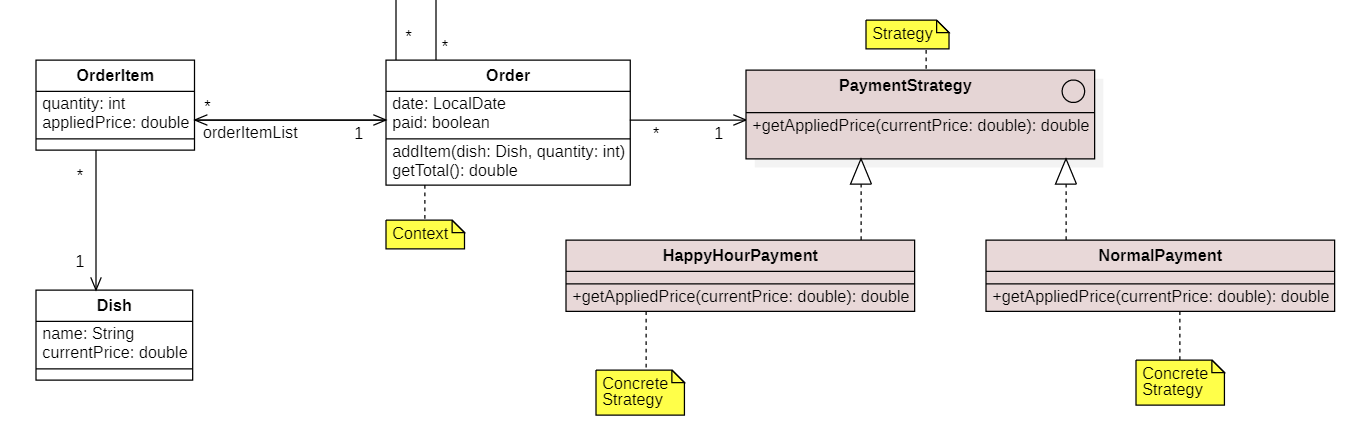 *
*
Strategy
OrderItem
quantity: int
appliedPrice: double
*
orderItemList
1
Order
date: LocalDate
paid: boolean
addItem(dish: Dish, quantity: int)
getTotal(): double
*
1
PaymentStrategy
+getAppliedPrice(currentPrice: double): double
*
1
Context
HappyHourPayment
+getAppliedPrice(currentPrice: double): double
NormalPayment
+getAppliedPrice(currentPrice: double): double
Dish
name: String
currentPrice: double
Concrete
Strategy
Concrete
Strategy